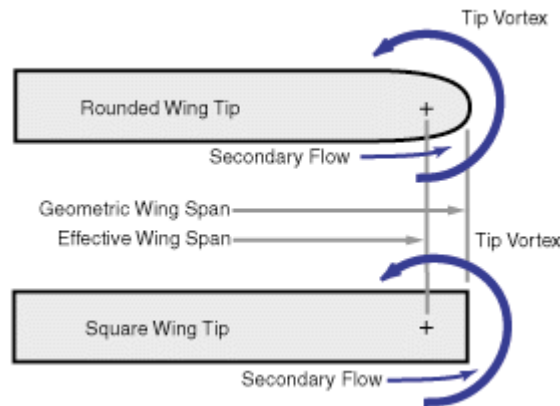 Tip Vortex
Rounded Wing Tip
Secondary Flow
Geometric Wing Span
Effective Wing Span
Tip Vortex
Square Wing Tip
Secondary Flow